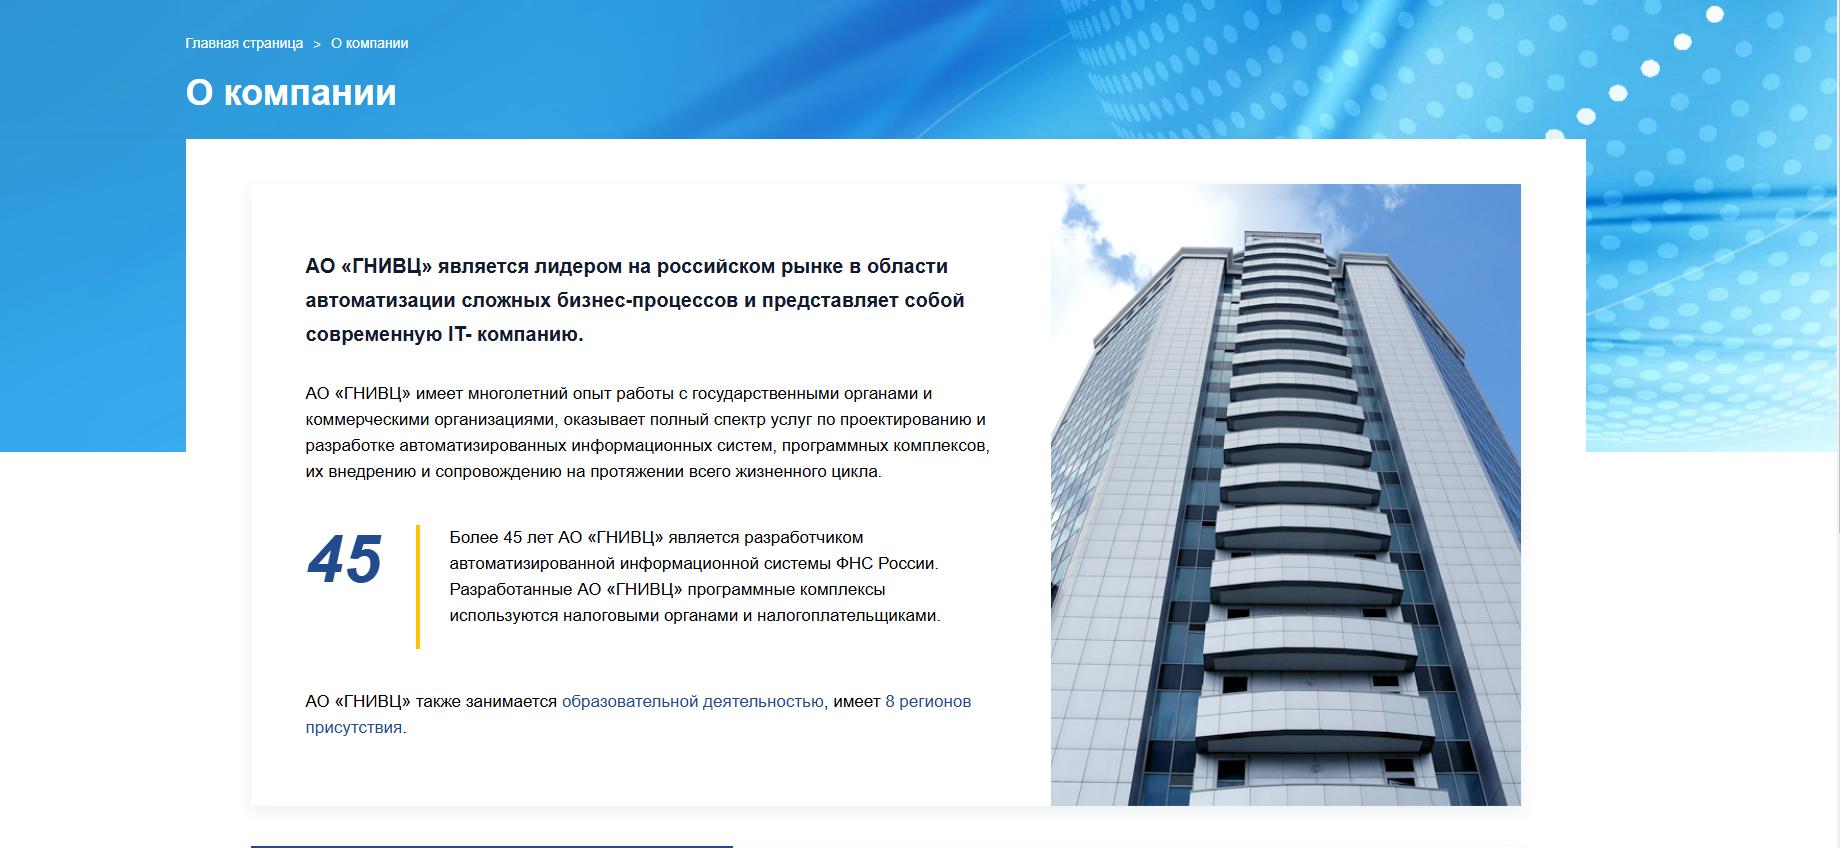 Главная страница > О компании
О компании
АО «ГНИВЦ» является лидером на российском рынке в области
автоматизации сложных бизнес-процессов и представляет собой
современную IT- компанию.
АО «ГНИВЦ» имеет многолетний опыт работы с государственными органами и
коммерческими организациями, оказывает полный спектр услуг по проектированию и
разработке автоматизированных информационных систем, программных комплексов,
их внедрению и сопровождению на протяжении всего жизненного цикла.
45
Более 45 лет АО «ГНИВЦ» является разработчиком
автоматизированной информационной системы ФНС России.
Разработанные АО «ГНИВЦ» программные комплексы
используются налоговыми органами и налогоплательщиками.
АО «ГНИВЦ» также занимается образовательной деятельностью, имеет 8 регионов
присутствия.